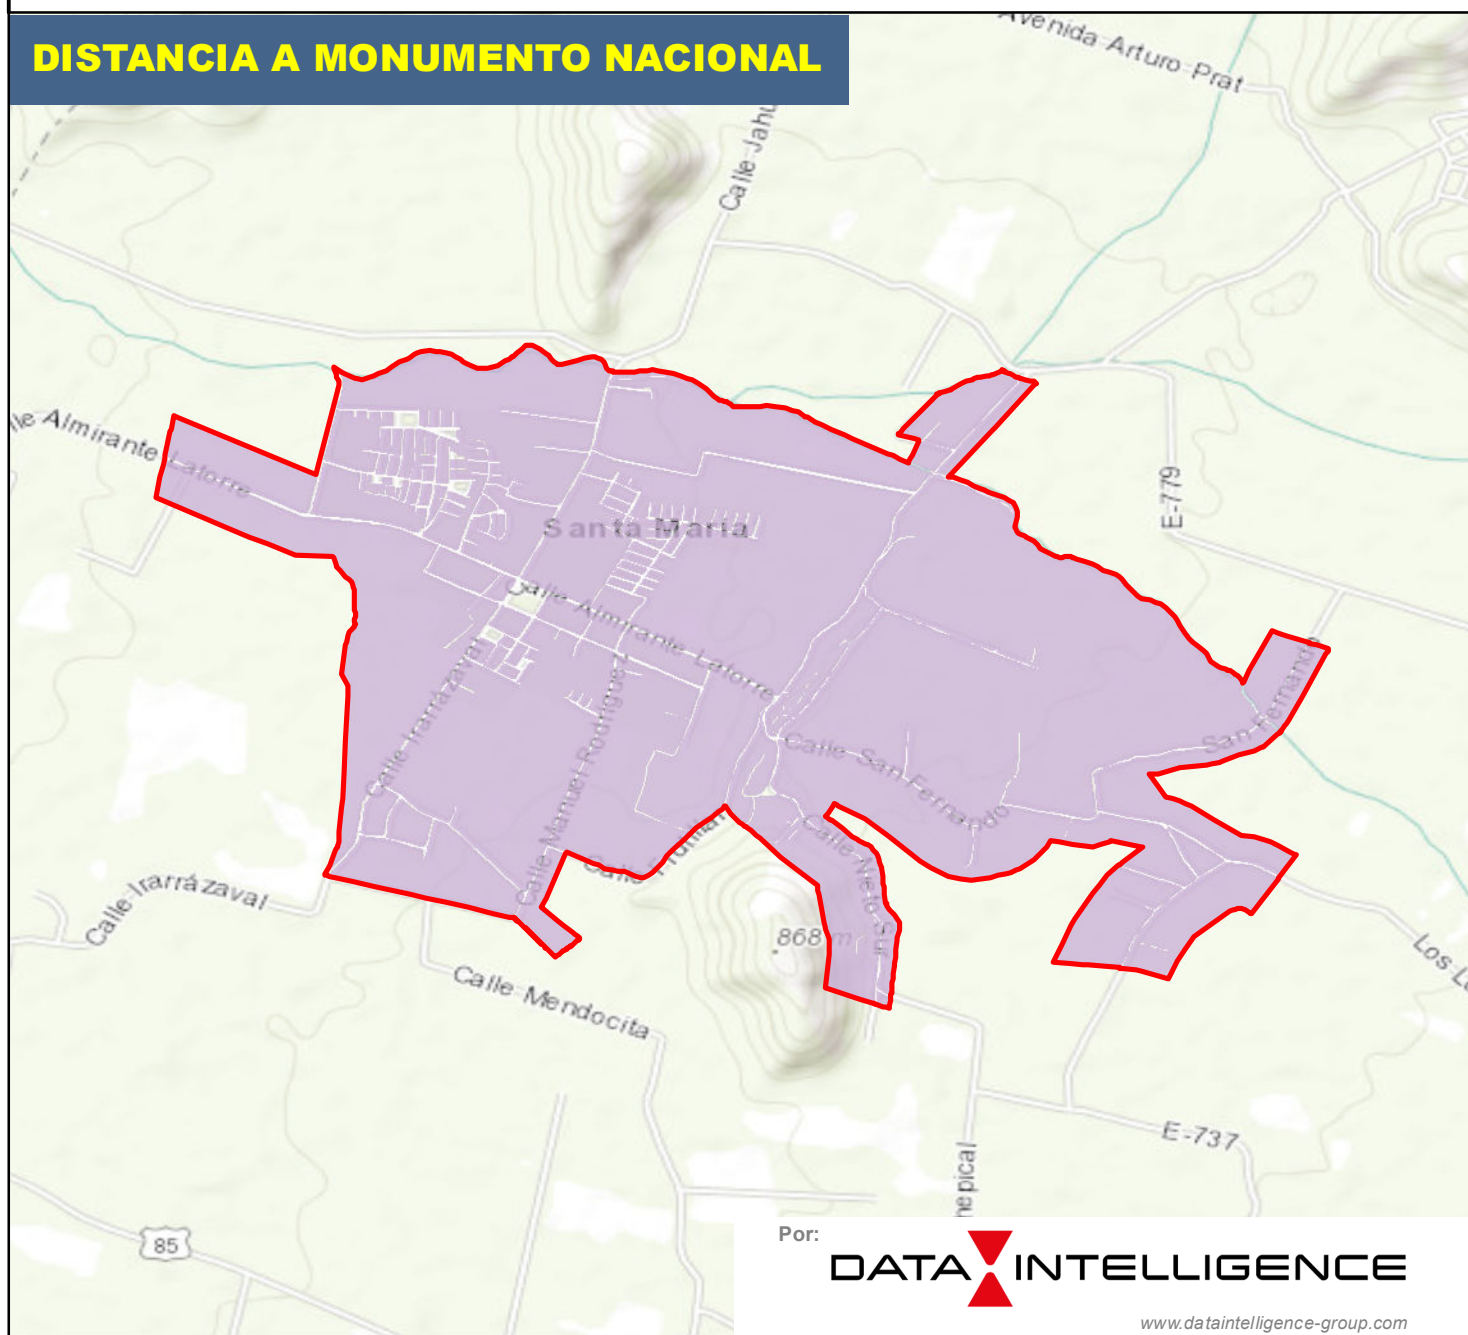 DISTANCIA A MONUMENTO NACIONAL
Avenida Arturo Prat
Calle Jahu
lle Almirante Latorre
E-779
Santa María
Calle Almirante Latorre
San Fernando
Calle Irarrázaval
Calle Manuel Rodríguez
Calle San Fernando
Calle Nieto Sur
Calle Irarrázaval
868 m
Los L
Calle Mendocita
E-737
hepical
85
Por:
DATA INTELLIGENCE
www.dataintelligence-group.com